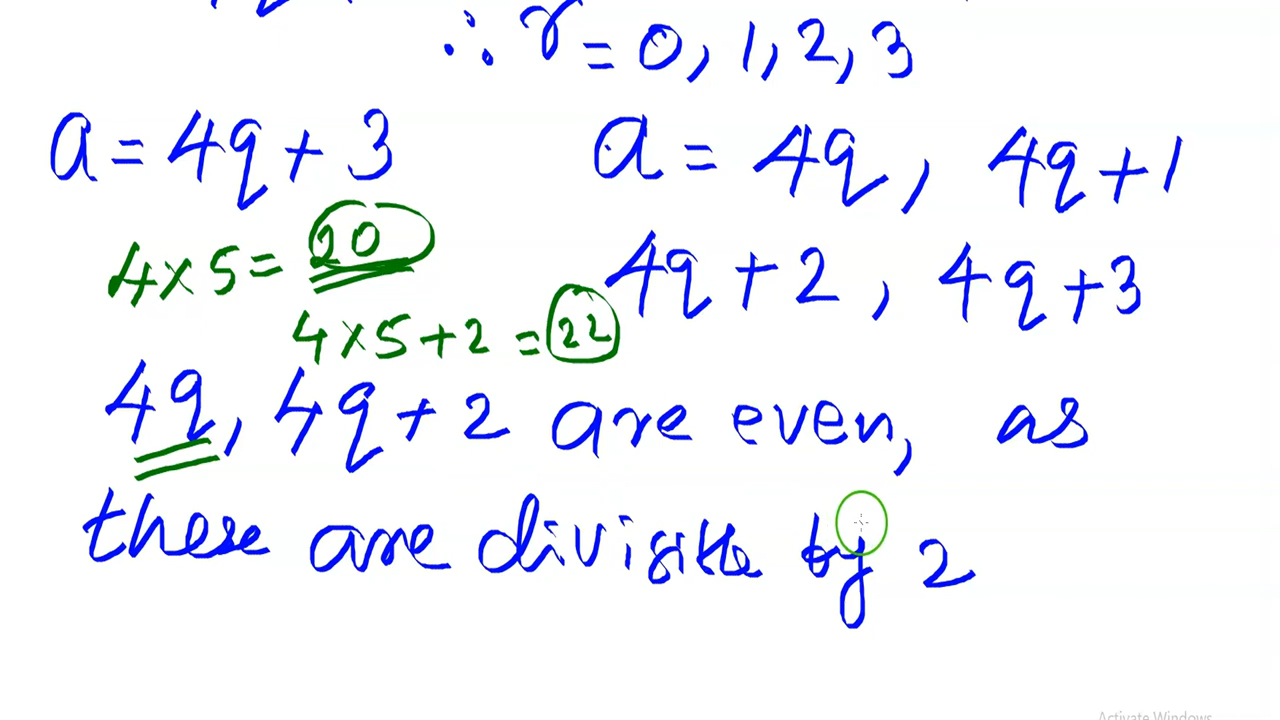 ∴ r = 0, 1, 2, 3
a = 4q + 3
a = 4q, 4q + 1
4 × 5 = 20
4q + 2, 4q + 3
4 × 5 + 2 = 22
4q, 4q + 2 are even, as
these are divisible by 2
Activate Windows